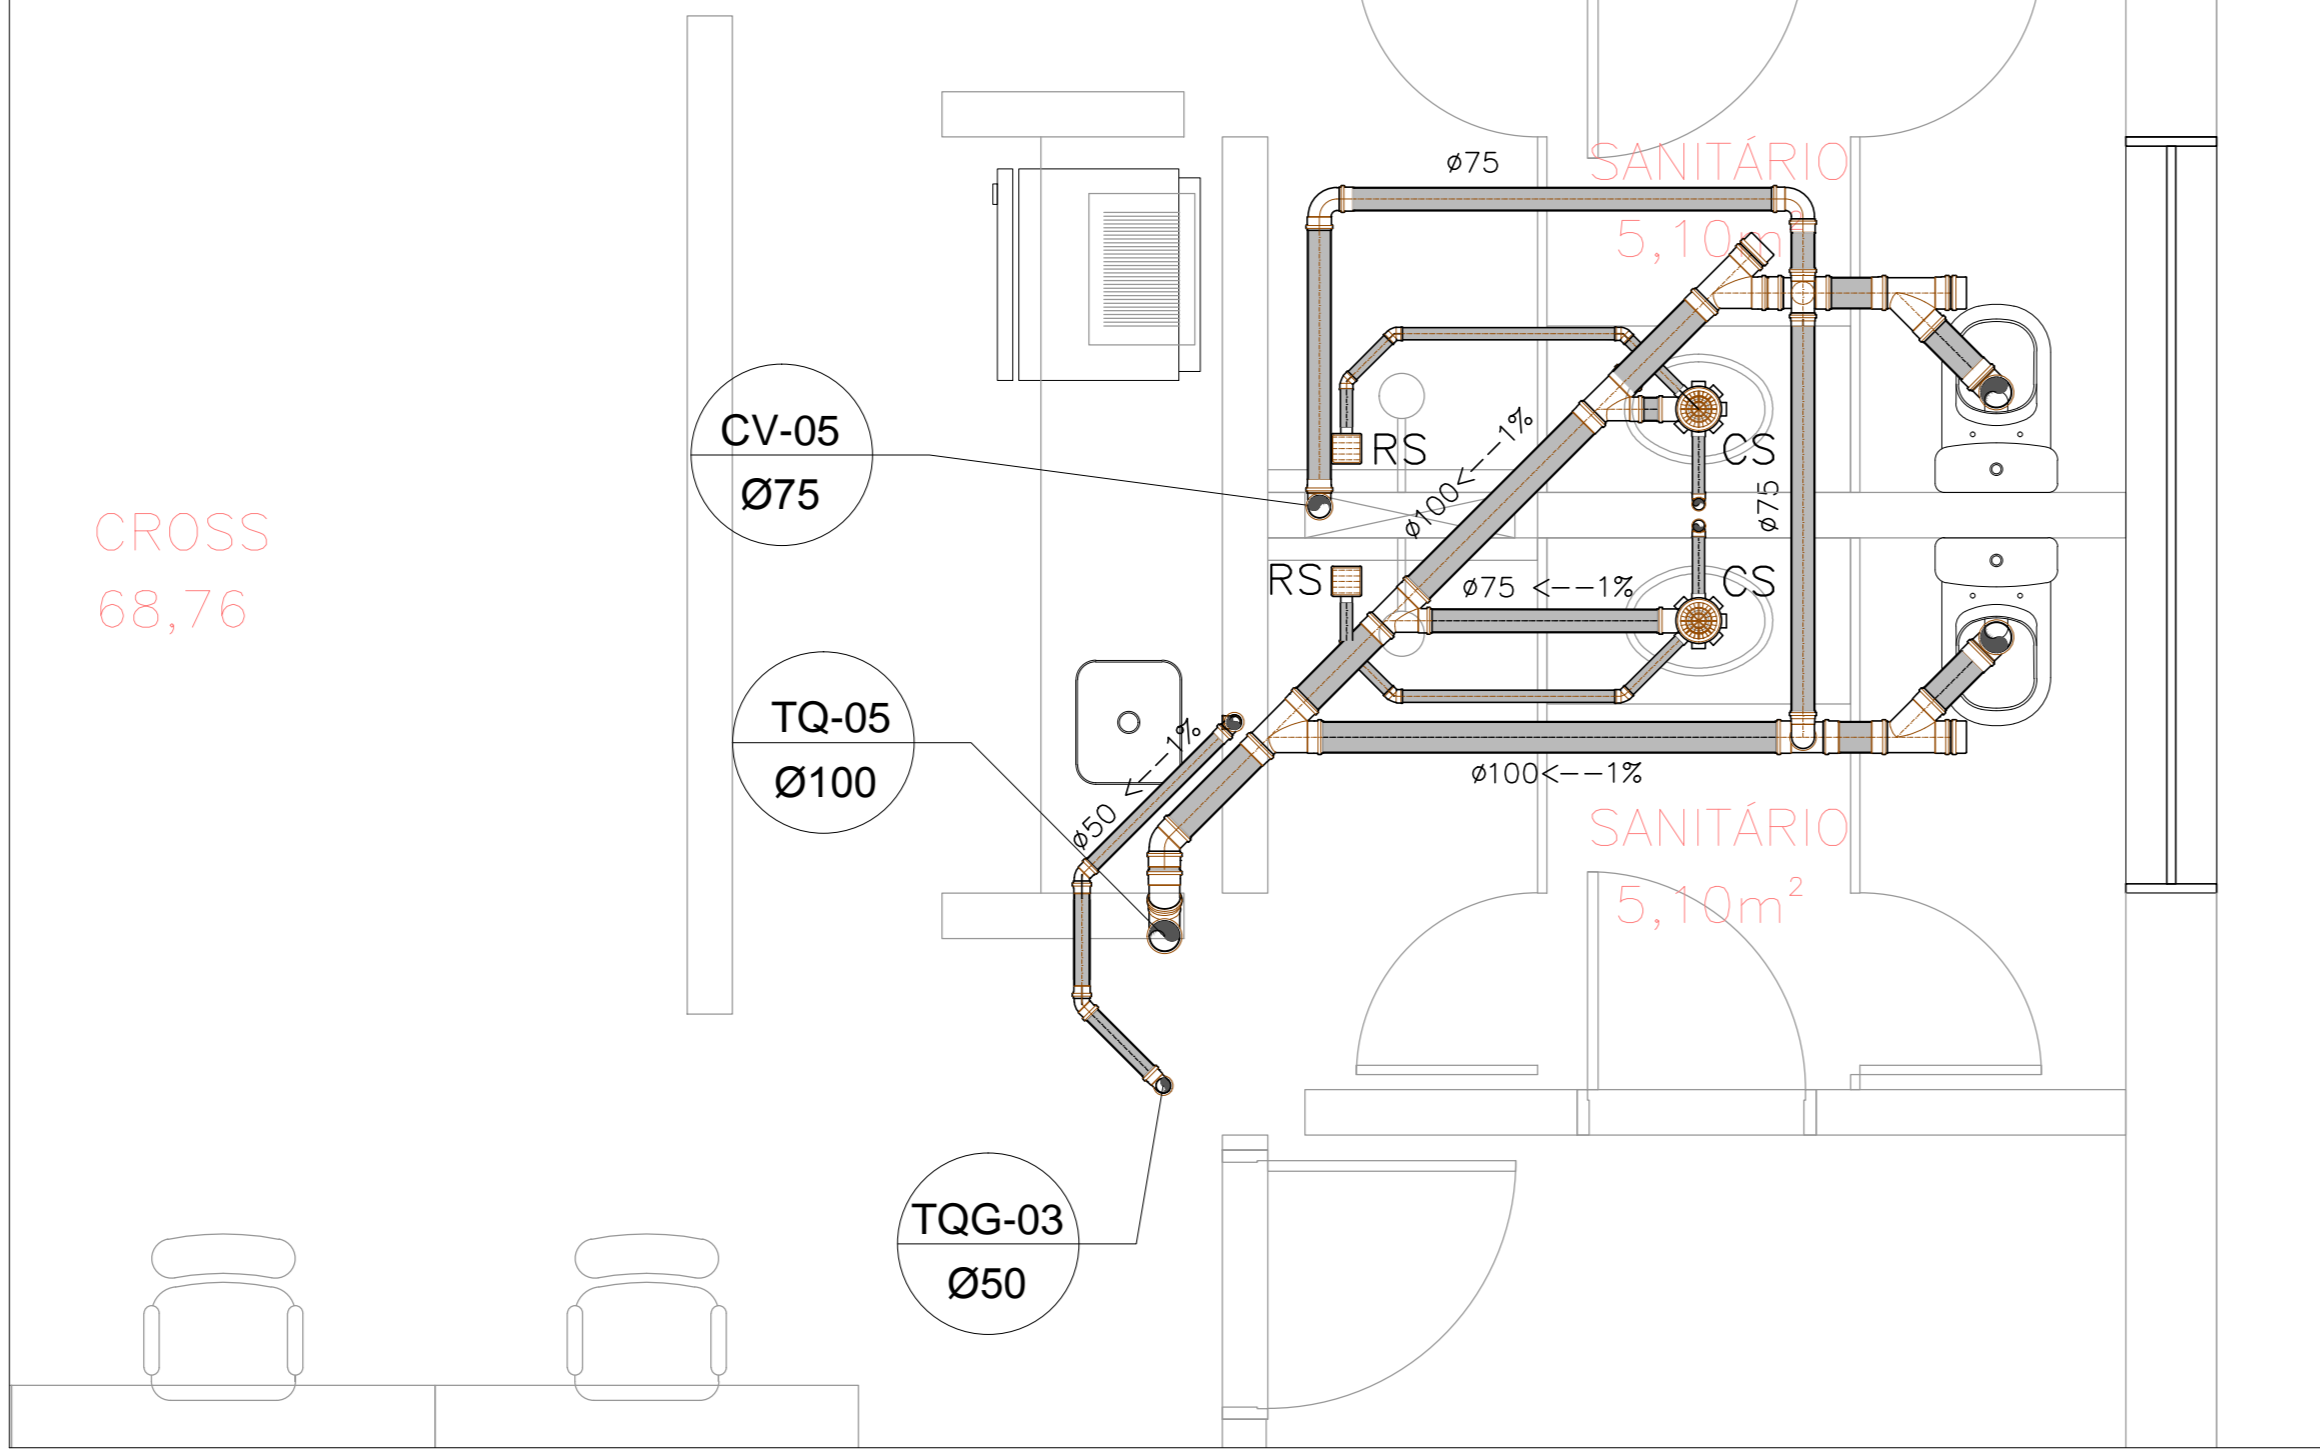 ø75
SANITÁRIO
5,10m²
CV-05
Ø75
RS
ø100<--1%
CS
ø75
CROSS
68,76
RS
ø75 <--1%
CS
TQ-05
Ø100
ø50 <--1%
ø100<--1%
SANITÁRIO
5,10m²
TQG-03
Ø50